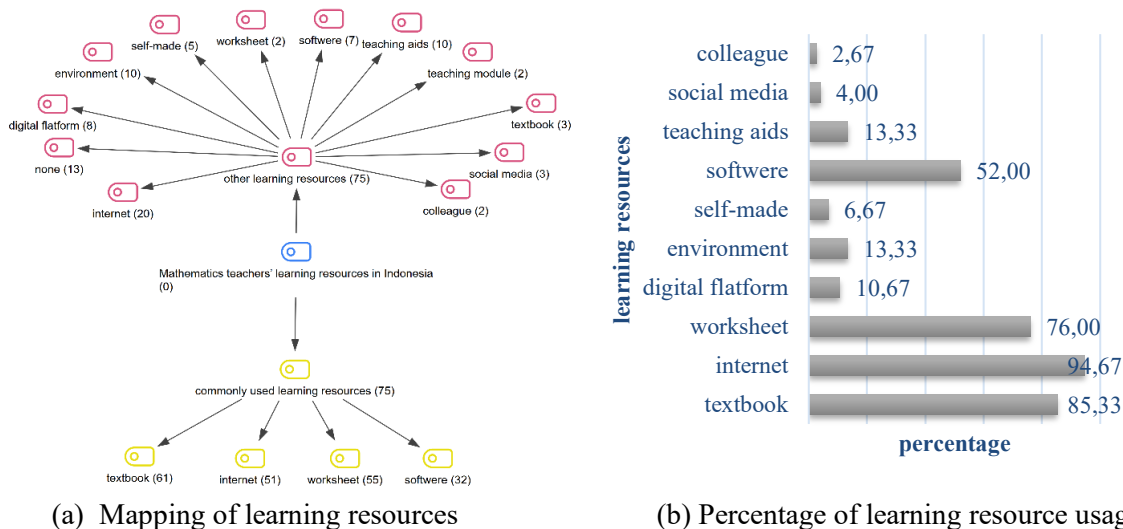 self-made (5)
worksheet (2)
softwere (7)
teaching aids (10)
environment (10)
teaching module (2)
digital flatform (8)
textbook (3)
none (13)
other learning resources (75)
social media (3)
internet (20)
colleague (2)
Mathematics teachers' learning resources in Indonesia
(0)
commonly used learning resources (75)
textbook (61)
internet (51)
worksheet (55)
softwere (32)
(a) Mapping of learning resources
learning resources
colleague 2,67
social media 4,00
teaching aids 13,33
softwere 52,00
self-made 6,67
environment 13,33
digital flatform 10,67
worksheet 76,00
internet 94,67
textbook 85,33
percentage
(b) Percentage of learning resource usag